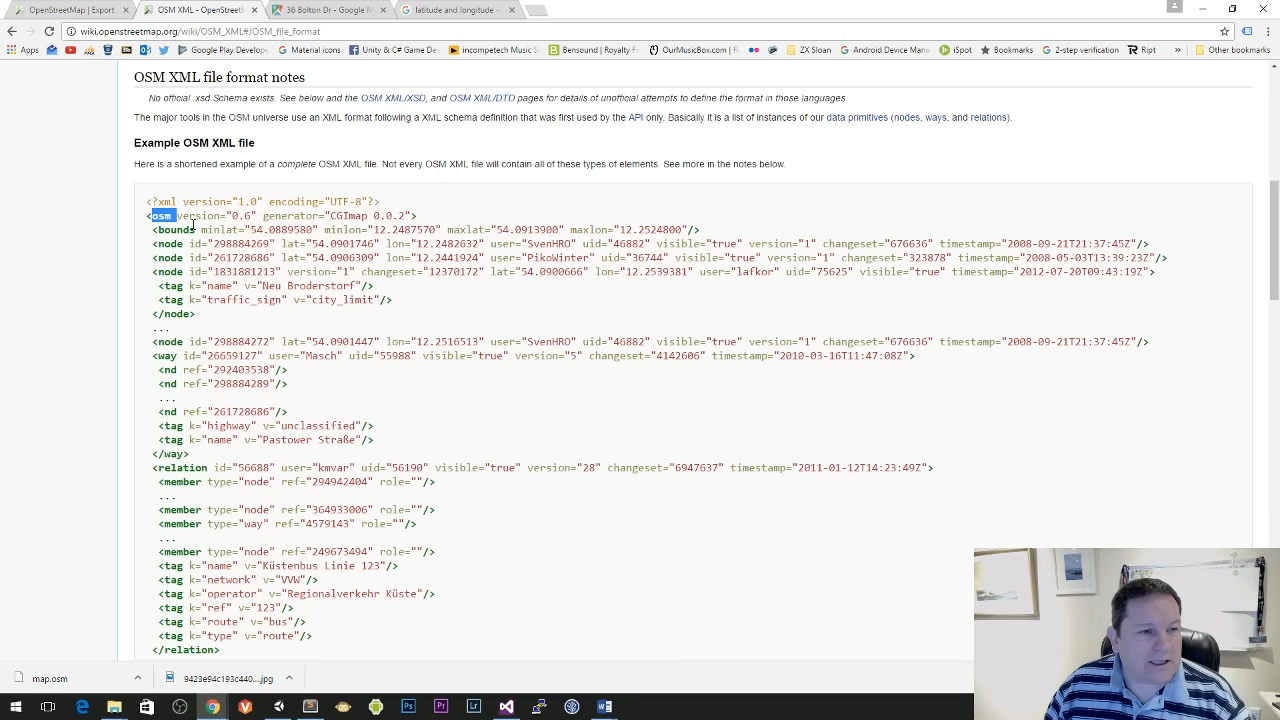 OpenStreetMap | Export
OSM XML - OpenStreetM
36 Bolton Dr - Google M
latitude and longitude -
wiki.openstreetmap.org/wiki/OSM_XML#JOSM_file_format
Apps
Google Play Develop
Material icons
Unity & C# Game De
incompetech Music S
Bensound | Royalty F
OurMusicBox.com | R
ZX Sloan
Android Device Mana
iSpot
Bookmarks
2-step verification
Ript
»
Other bookmarks
OSM XML file format notes
No official .xsd Schema exists. See below and the OSM XML/XSD, and OSM XML/DTD pages for details of unofficial attempts to define the format in those languages.
The major tools in the OSM universe use an XML format following a XML schema definition that was first used by the API only. Basically it is a list of instances of our data primitives (nodes, ways, and relations).
Example OSM XML file
Here is a shortened example of a complete OSM XML file. Not every OSM XML file will contain all of these types of elements. See more in the notes below.
<?xml version="1.0" encoding="UTF-8"?>
<osm version="0.6" generator="CGImap 0.0.2">
<bounds minlat="54.0889580" minlon="12.2487570" maxlat="54.0913900" maxlon="12.2524800"/>
<node id="298884269" lat="54.0901746" lon="12.2482632" user="SvenHRO" uid="46882" visible="true" version="1" changeset="676636" timestamp="2008-09-21T21:37:45Z"/>
<node id="261728686" lat="54.0906309" lon="12.2441924" user="PikoWinter" uid="36744" visible="true" version="1" changeset="323878" timestamp="2008-05-03T13:39:23Z"/>
<node id="1831881213" version="1" changeset="12370172" lat="54.0900666" lon="12.2539381" user="lafkor" uid="75625" visible="true" timestamp="2012-07-20T09:43:19Z">
<tag k="name" v="Neu Broderstorf"/>
<tag k="traffic_sign" v="city_limit"/>
</node>
...
<node id="298884272" lat="54.0901447" lon="12.2516513" user="SvenHRO" uid="46882" visible="true" version="1" changeset="676636" timestamp="2008-09-21T21:37:45Z"/>
<way id="26659127" user="Masch" uid="55988" visible="true" version="5" changeset="4142606" timestamp="2010-03-16T11:47:08Z">
<nd ref="292403538"/>
<nd ref="298884289"/>
...
<nd ref="261728686"/>
<tag k="highway" v="unclassified"/>
<tag k="name" v="Pastower Straße"/>
</way>
<relation id="56688" user="kmvar" uid="56190" visible="true" version="28" changeset="6947637" timestamp="2011-01-12T14:23:49Z">
<member type="node" ref="294942404" role=""/>
...
<member type="node" ref="364933006" role=""/>
<member type="way" ref="4579143" role=""/>
...
<member type="node" ref="249673494" role=""/>
<tag k="name" v="Küstenbus Linie 123"/>
<tag k="network" v="VVW"/>
<tag k="operator" v="Regionalverkehr Küste"/>
<tag k="ref" v="123"/>
<tag k="route" v="bus"/>
<tag k="type" v="route"/>
</relation>
map.osm
9423e94c193c440....jpg